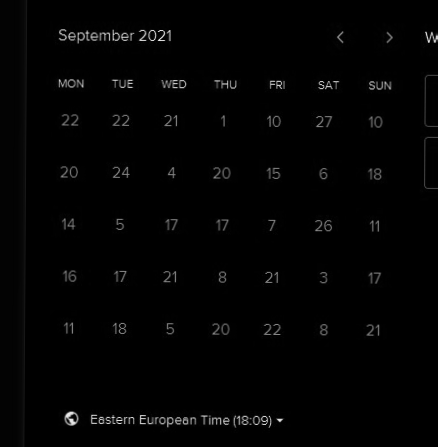 September 2021
MON TUE WED THU FRI SAT SUN
22 22 21 1 10 27 10
20 24 4 20 15 6 18
14 5 17 17 7 26 11
16 17 21 8 21 3 17
11 18 5 20 22 8 21
Eastern European Time (18:09)